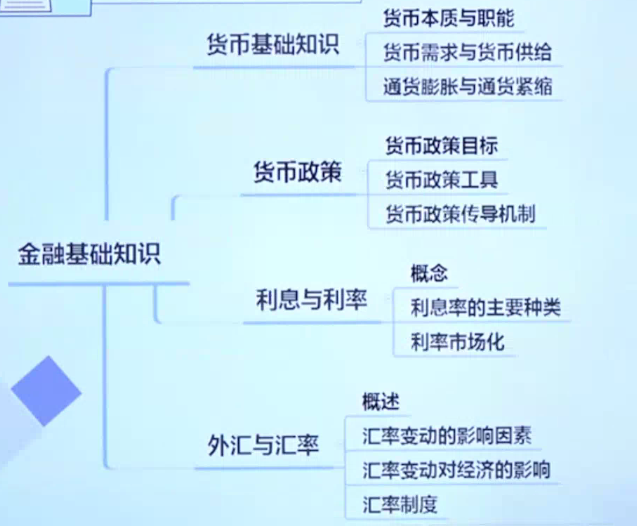 金融基础知识
货币基础知识
货币本质与职能
货币需求与货币供给
通货膨胀与通货紧缩
货币政策
货币政策目标
货币政策工具
货币政策传导机制
利息与利率
概念
利息率的主要种类
利率市场化
外汇与汇率
概述
汇率变动的影响因素
汇率变动对经济的影响
汇率制度